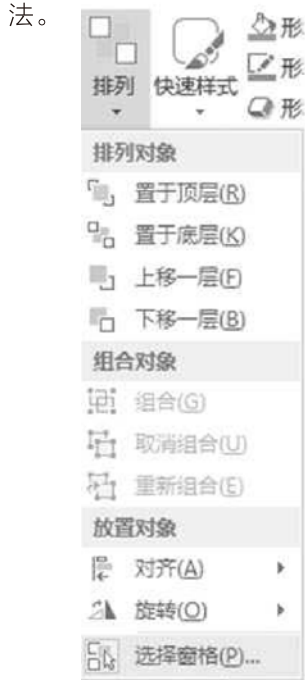 法。
形
形
形
排列
快速样式
排列对象
置于顶层(R)
置于底层(K)
上移一层(F)
下移一层(B)
组合对象
组合(G)
取消组合(U)
重新组合(E)
放置对象
对齐(A)
旋转(O)
选择窗格(P)...